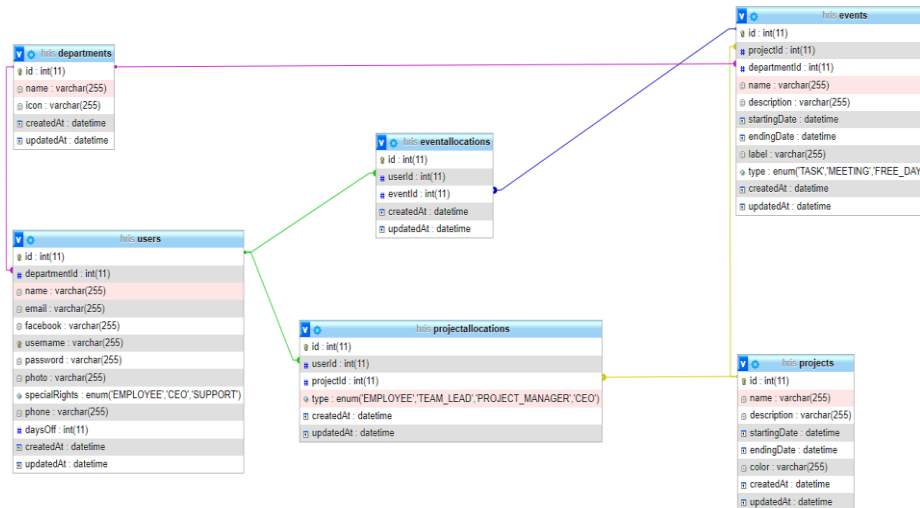 hris departments
id : int(11)
name : varchar(255)
icon : varchar(255)
createdAt : datetime
updatedAt : datetime
hris users
id : int(11)
departmentId : int(11)
name : varchar(255)
email : varchar(255)
facebook : varchar(255)
username : varchar(255)
password : varchar(255)
photo : varchar(255)
specialRights : enum('EMPLOYEE','CEO','SUPPORT')
phone : varchar(255)
daysOff : int(11)
createdAt : datetime
updatedAt : datetime
hris eventallocations
id : int(11)
userId : int(11)
eventId : int(11)
createdAt : datetime
updatedAt : datetime
hris projectallocations
id : int(11)
userId : int(11)
projectId : int(11)
type : enum('EMPLOYEE','TEAM_LEAD','PROJECT_MANAGER','CEO')
createdAt : datetime
updatedAt : datetime
hris events
id : int(11)
projectId : int(11)
departmentId : int(11)
name : varchar(255)
description : varchar(255)
startingDate : datetime
endingDate : datetime
label : varchar(255)
type : enum('TASK','MEETING','FREE_DAY
createdAt : datetime
updatedAt : datetime
hris projects
id : int(11)
name : varchar(255)
description : varchar(255)
startingDate : datetime
endingDate : datetime
color : varchar(255)
createdAt : datetime
updatedAt : datetime